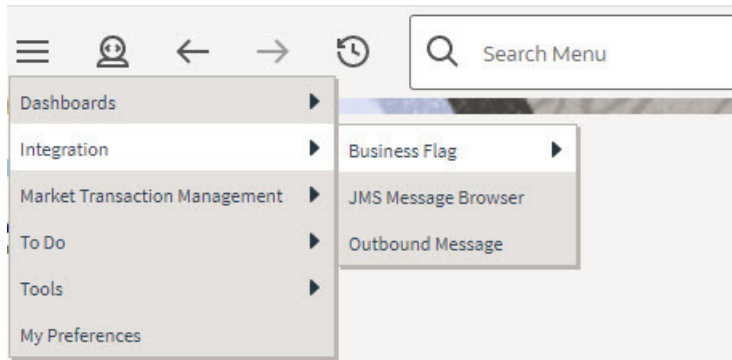 Search Menu
Dashboards
Integration
Market Transaction Management
To Do
Tools
My Preferences
Business Flag
JMS Message Browser
Outbound Message